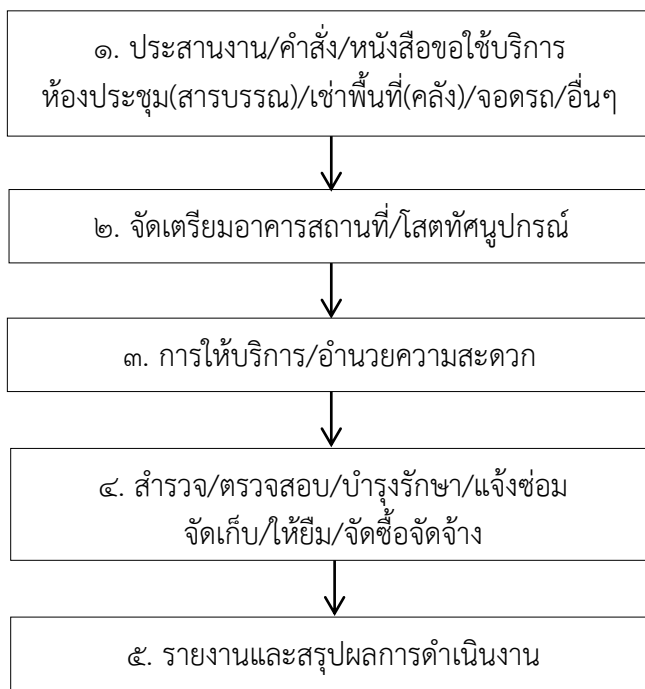 ๑. ประสานงาน/คำสั่ง/หนังสือขอใช้บริการ
ห้องประชุม(สารบรรณ)/เช่าพื้นที่(คลัง)/จอดรถ/อื่นๆ
๒. จัดเตรียมอาคารสถานที่/โสตทัศนูปกรณ์
๓. การให้บริการ/อำนวยความสะดวก
๔. สำรวจ/ตรวจสอบ/บำรุงรักษา/แจ้งซ่อม
จัดเก็บ/ให้ยืม/จัดซื้อจัดจ้าง
๕. รายงานและสรุปผลการดำเนินงาน